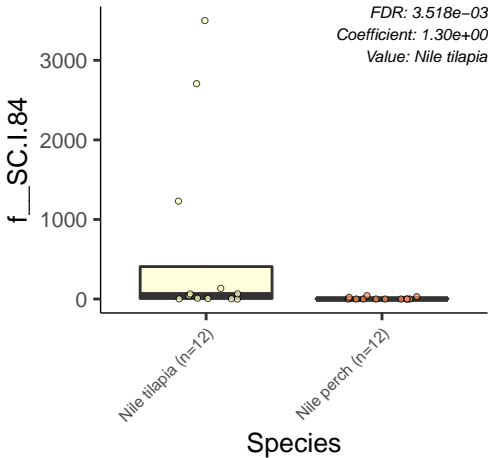 FDR: 3.518e−03
Coefficient: 1.30e+00
Value: Nile tilapia
f__SC.I.84
3000
2000
1000
0
Nile tilapia (n=12)
Nile perch (n=12)
Species